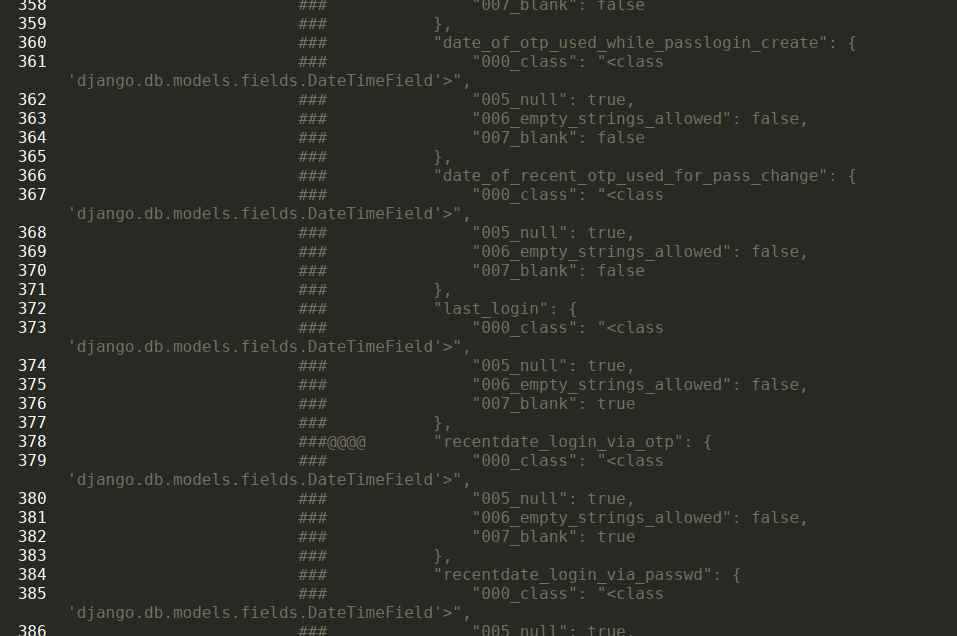 358 ### "007_blank": false
359 ### },
360 ### "date_of_otp_used_while_passlogin_create": {
361 ### "000_class": "<class
'django.db.models.fields.DateTimeField'>",
362 ### "005_null": true,
363 ### "006_empty_strings_allowed": false,
364 ### "007_blank": false
365 ### },
366 ### "date_of_recent_otp_used_for_pass_change": {
367 ### "000_class": "<class
'django.db.models.fields.DateTimeField'>",
368 ### "005_null": true,
369 ### "006_empty_strings_allowed": false,
370 ### "007_blank": false
371 ### },
372 ### "last_login": {
373 ### "000_class": "<class
'django.db.models.fields.DateTimeField'>",
374 ### "005_null": true,
375 ### "006_empty_strings_allowed": false,
376 ### "007_blank": true
377 ### },
378 ###@@@@ "recentdate_login_via_otp": {
379 ### "000_class": "<class
'django.db.models.fields.DateTimeField'>",
380 ### "005_null": true,
381 ### "006_empty_strings_allowed": false,
382 ### "007_blank": true
383 ### },
384 ### "recentdate_login_via_passwd": {
385 ### "000_class": "<class
'django.db.models.fields.DateTimeField'>",
386 ### "005_null": true,